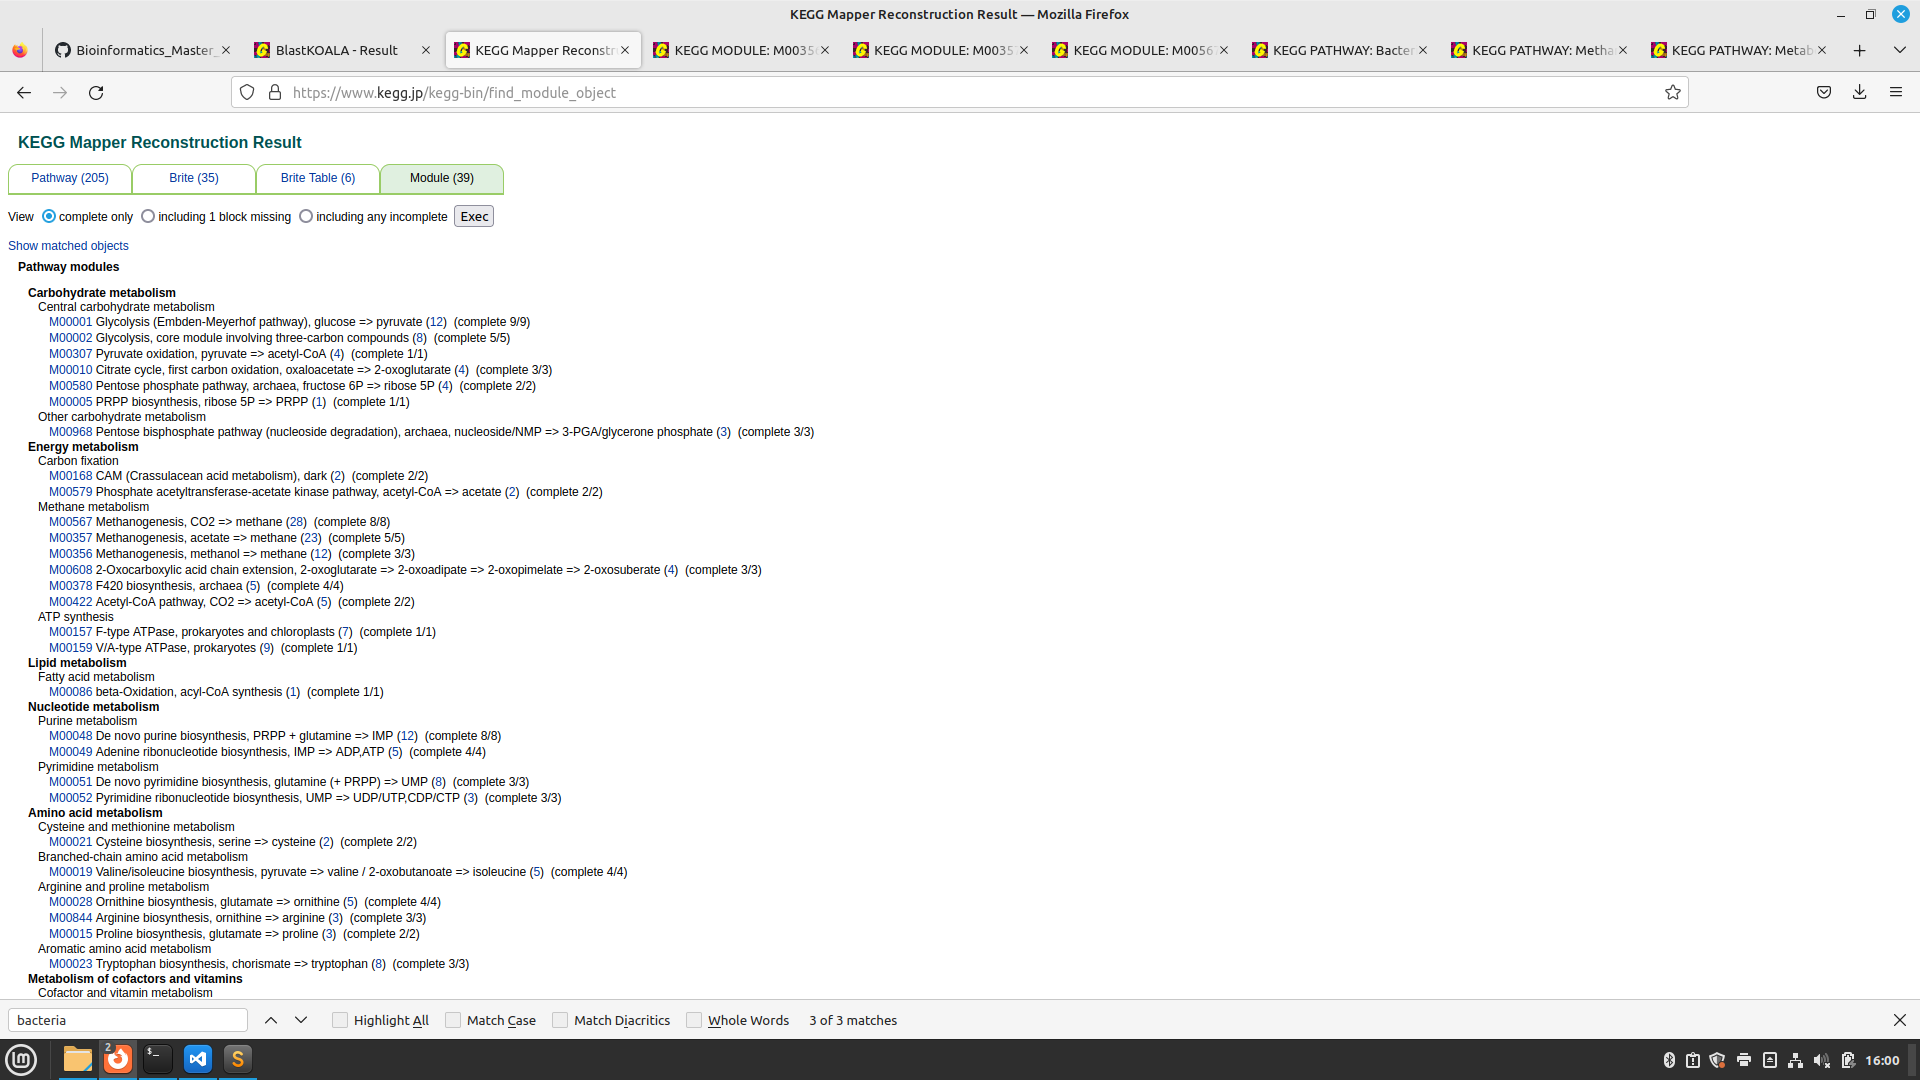 KEGG Mapper Reconstruction Result — Mozilla Firefox
Bioinformatics_Master_
BlastKOALA - Result
KEGG Mapper Reconstr
KEGG MODULE: M0035
KEGG MODULE: M0035
KEGG MODULE: M0056
KEGG PATHWAY: Bacter
KEGG PATHWAY: Metha
KEGG PATHWAY: Metab
https://www.kegg.jp/kegg-bin/find_module_object
KEGG Mapper Reconstruction Result
Pathway (205)
Brite (35)
Brite Table (6)
Module (39)
View complete only including 1 block missing including any incomplete Exec
Show matched objects
Pathway modules
Carbohydrate metabolism
Central carbohydrate metabolism
M00001 Glycolysis (Embden-Meyerhof pathway), glucose => pyruvate (12) (complete 9/9)
M00002 Glycolysis, core module involving three-carbon compounds (8) (complete 5/5)
M00307 Pyruvate oxidation, pyruvate => acetyl-CoA (4) (complete 1/1)
M00010 Citrate cycle, first carbon oxidation, oxaloacetate => 2-oxoglutarate (4) (complete 3/3)
M00580 Pentose phosphate pathway, archaea, fructose 6P => ribose 5P (4) (complete 2/2)
M00005 PRPP biosynthesis, ribose 5P => PRPP (1) (complete 1/1)
Other carbohydrate metabolism
M00968 Pentose bisphosphate pathway (nucleoside degradation), archaea, nucleoside/NMP => 3-PGA/glycerone phosphate (3) (complete 3/3)
Energy metabolism
Carbon fixation
M00168 CAM (Crassulacean acid metabolism), dark (2) (complete 2/2)
M00579 Phosphate acetyltransferase-acetate kinase pathway, acetyl-CoA => acetate (2) (complete 2/2)
Methane metabolism
M00567 Methanogenesis, CO2 => methane (28) (complete 8/8)
M00357 Methanogenesis, acetate => methane (23) (complete 5/5)
M00356 Methanogenesis, methanol => methane (12) (complete 3/3)
M00608 2-Oxocarboxylic acid chain extension, 2-oxoglutarate => 2-oxoadipate => 2-oxopimelate => 2-oxosuberate (4) (complete 3/3)
M00378 F420 biosynthesis, archaea (5) (complete 4/4)
M00422 Acetyl-CoA pathway, CO2 => acetyl-CoA (5) (complete 2/2)
ATP synthesis
M00157 F-type ATPase, prokaryotes and chloroplasts (7) (complete 1/1)
M00159 V/A-type ATPase, prokaryotes (9) (complete 1/1)
Lipid metabolism
Fatty acid metabolism
M00086 beta-Oxidation, acyl-CoA synthesis (1) (complete 1/1)
Nucleotide metabolism
Purine metabolism
M00048 De novo purine biosynthesis, PRPP + glutamine => IMP (12) (complete 8/8)
M00049 Adenine ribonucleotide biosynthesis, IMP => ADP,ATP (5) (complete 4/4)
Pyrimidine metabolism
M00051 De novo pyrimidine biosynthesis, glutamine (+ PRPP) => UMP (8) (complete 3/3)
M00052 Pyrimidine ribonucleotide biosynthesis, UMP => UDP/UTP,CDP/CTP (3) (complete 3/3)
Amino acid metabolism
Cysteine and methionine metabolism
M00021 Cysteine biosynthesis, serine => cysteine (2) (complete 2/2)
Branched-chain amino acid metabolism
M00019 Valine/isoleucine biosynthesis, pyruvate => valine / 2-oxobutanoate => isoleucine (5) (complete 4/4)
Arginine and proline metabolism
M00028 Ornithine biosynthesis, glutamate => ornithine (5) (complete 4/4)
M00844 Arginine biosynthesis, ornithine => arginine (3) (complete 3/3)
M00015 Proline biosynthesis, glutamate => proline (3) (complete 2/2)
Aromatic amino acid metabolism
M00023 Tryptophan biosynthesis, chorismate => tryptophan (8) (complete 3/3)
Metabolism of cofactors and vitamins
Cofactor and vitamin metabolism
bacteria
Highlight All
Match Case
Match Diacritics
Whole Words
3 of 3 matches
2
16:00